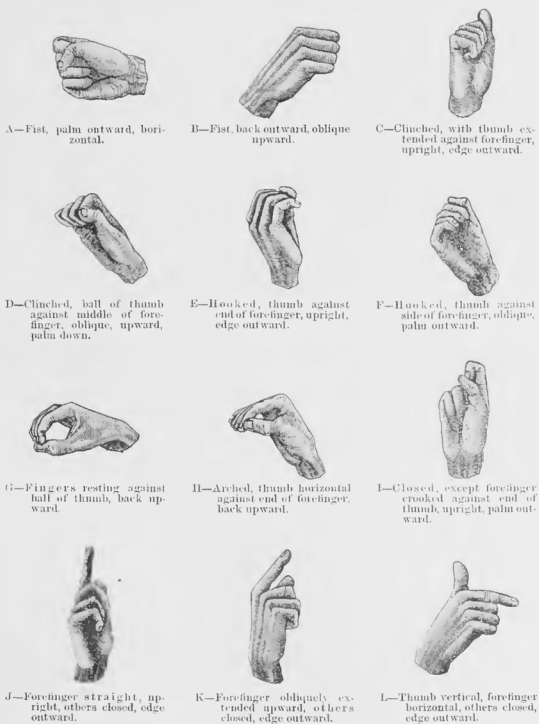 A—Fist, palm outward, hori-
zontal.
B—Fist, back outward, oblique
upward.
C—Clinched, with thumb ex-
tended against forefinger,
upright, edge outward.
D—Clinched, ball of thumb
against middle of fore-
finger, oblique, upward,
palm down.
E—Hooked, thumb against
end of forefinger, upright,
edge outward.
F—Hooked, thumb against
side of forefinger, oblique,
palm outward.
G—Fingers resting against
ball of thumb, back up-
ward.
H—Arched, thumb horizontal
against end of forefinger,
back upward.
I—Closed, except forefinger
crooked against end of
thumb, upright, palm out-
ward.
J—Forefinger straight, up-
right, others closed, edge
outward.
K—Forefinger obliquely ex-
tended upward, others
closed, edge outward.
L—Thumb vertical, forefinger
horizontal, others closed,
edge outward.